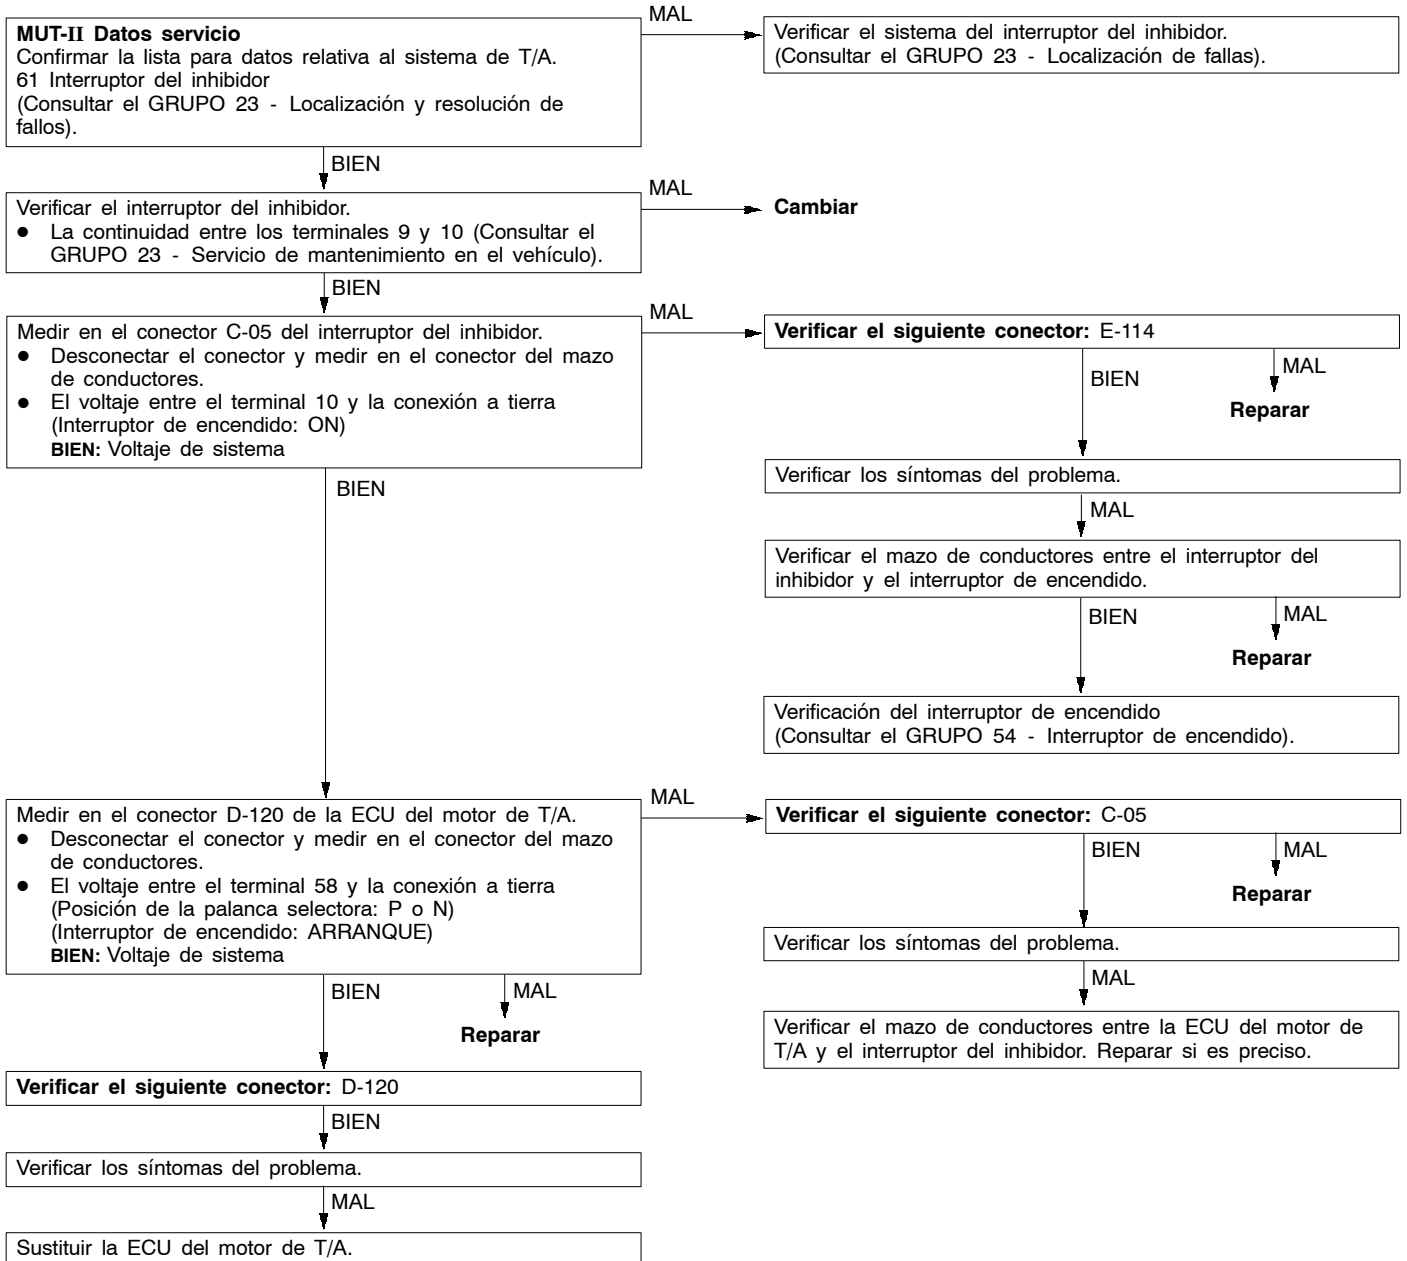 MUT-II Datos servicio
Confirmar la lista para datos relativa al sistema de T/A.
61 Interruptor del inhibidor
(Consultar el GRUPO 23 - Localización y resolución de
fallos).
MAL
Verificar el sistema del interruptor del inhibidor.
(Consultar el GRUPO 23 - Localización de fallas).
BIEN
Verificar el interruptor del inhibidor.
● La continuidad entre los terminales 9 y 10 (Consultar el
GRUPO 23 - Servicio de mantenimiento en el vehículo).
MAL
Cambiar
BIEN
Medir en el conector C-05 del interruptor del inhibidor.
● Desconectar el conector y medir en el conector del mazo
de conductores.
● El voltaje entre el terminal 10 y la conexión a tierra
(Interruptor de encendido: ON)
BIEN: Voltaje de sistema
MAL
Verificar el siguiente conector: E-114
BIEN
MAL
Reparar
Verificar los síntomas del problema.
MAL
Verificar el mazo de conductores entre el interruptor del
inhibidor y el interruptor de encendido.
BIEN
MAL
Reparar
Verificación del interruptor de encendido
(Consultar el GRUPO 54 - Interruptor de encendido).
BIEN
Medir en el conector D-120 de la ECU del motor de T/A.
● Desconectar el conector y medir en el conector del mazo
de conductores.
● El voltaje entre el terminal 58 y la conexión a tierra
(Posición de la palanca selectora: P o N)
(Interruptor de encendido: ARRANQUE)
BIEN: Voltaje de sistema
MAL
Verificar el siguiente conector: C-05
BIEN
MAL
Reparar
Verificar los síntomas del problema.
MAL
Verificar el mazo de conductores entre la ECU del motor de
T/A y el interruptor del inhibidor. Reparar si es preciso.
BIEN
MAL
Reparar
Verificar el siguiente conector: D-120
BIEN
Verificar los síntomas del problema.
MAL
Sustituir la ECU del motor de T/A.